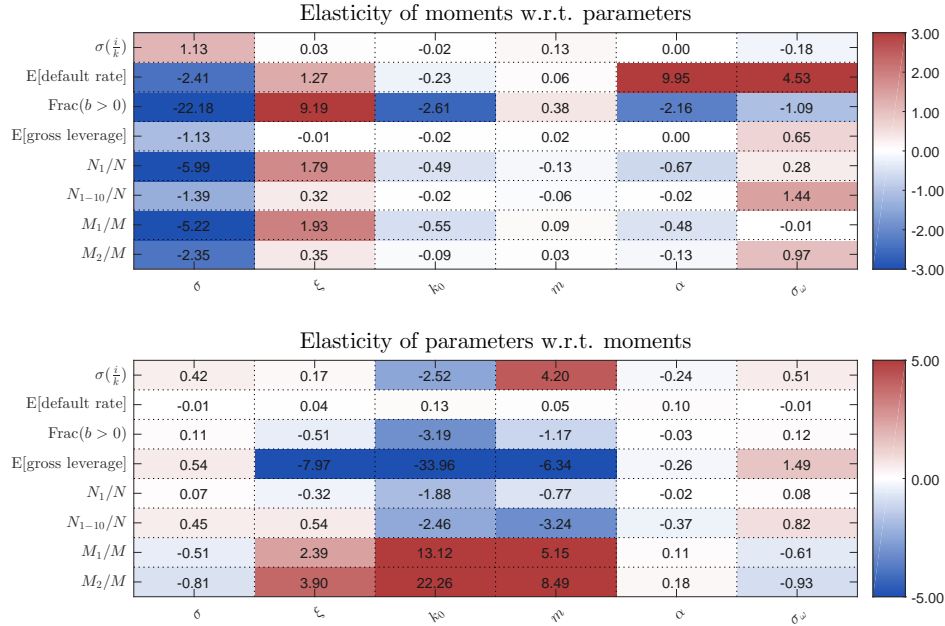 Elasticity of moments w.r.t. parameters
σ(i/k) 1.13 0.03 -0.02 0.13 0.00 -0.18
E[default rate] -2.41 1.27 -0.23 0.06 9.95 4.53
Frac(b > 0) -22.18 9.19 -2.61 0.38 -2.16 -1.09
E[gross leverage] -1.13 -0.01 -0.02 0.02 0.00 0.65
N₁/N -5.99 1.79 -0.49 -0.13 -0.67 0.28
N₁₋₁₀/N -1.39 0.32 -0.02 -0.06 -0.02 1.44
M₁/M -5.22 1.93 -0.55 0.09 -0.48 -0.01
M₂/M -2.35 0.35 -0.09 0.03 -0.13 0.97
σ ξ k₀ m α σ_ω
3.00
2.00
1.00
0.00
-1.00
-2.00
-3.00
Elasticity of parameters w.r.t. moments
σ(i/k) 0.42 0.17 -2.52 4.20 -0.24 0.51
E[default rate] -0.01 0.04 0.13 0.05 0.10 -0.01
Frac(b > 0) 0.11 -0.51 -3.19 -1.17 -0.03 0.12
E[gross leverage] 0.54 -7.97 -33.96 -6.34 -0.26 1.49
N₁/N 0.07 -0.32 -1.88 -0.77 -0.02 0.08
N₁₋₁₀/N 0.45 0.54 -2.46 -3.24 -0.37 0.82
M₁/M -0.51 2.39 13.12 5.15 0.11 -0.61
M₂/M -0.81 3.90 22.26 8.49 0.18 -0.93
σ ξ k₀ m α σ_ω
5.00
0.00
-5.00